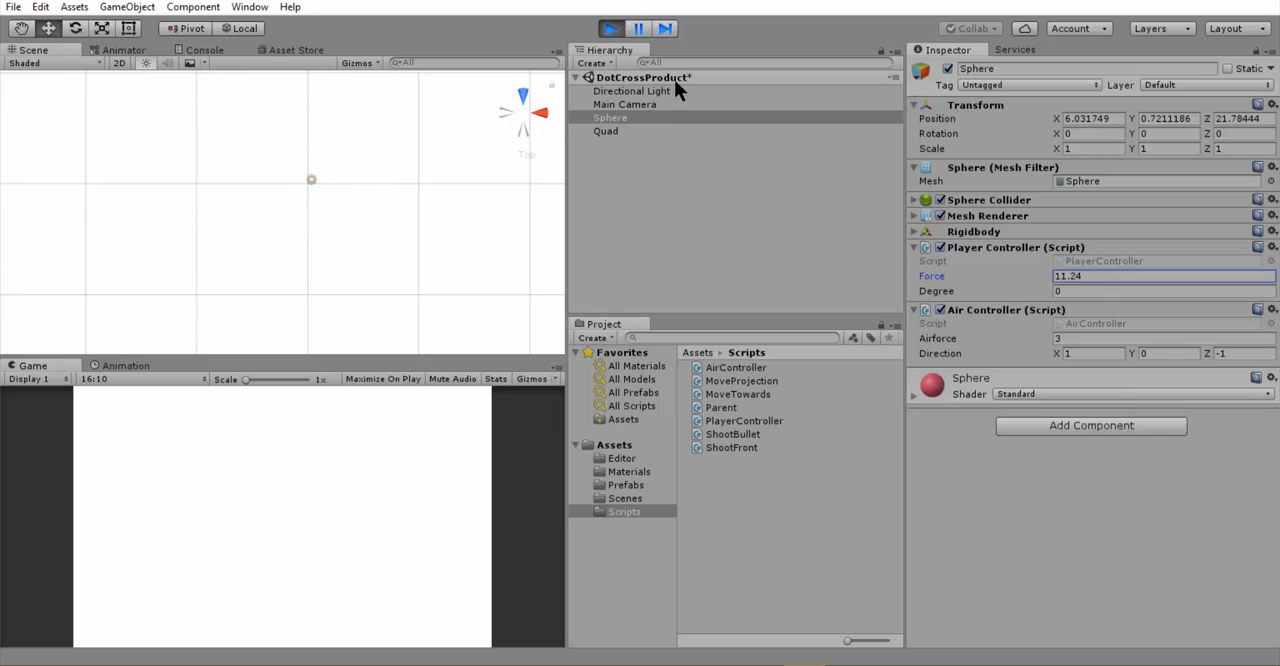 File Edit Assets GameObject Component Window Help
Pivot Local Collab Account Layers Layout
Scene Animator Console Asset Store
Shaded 2D Gizmos All
Top
Game Animation
Display 1 16:10 Scale 1x Maximize On Play Mute Audio Stats Gizmos
Hierarchy
Create All
DotCrossProduct*
Directional Light
Main Camera
Sphere
Quad
Project
Create
Favorites
All Materials
All Models
All Prefabs
All Scripts
Assets
Assets
Editor
Materials
Prefabs
Scenes
Scripts
Assets Scripts
AirController
MoveProjection
MoveTowards
Parent
PlayerController
ShootBullet
ShootFront
Inspector Services
Sphere Static
Tag Untagged Layer Default
Transform
Position X 6.031749 Y 0.7211186 Z 21.78444
Rotation X 0 Y 0 Z 0
Scale X 1 Y 1 Z 1
Sphere (Mesh Filter)
Mesh Sphere
Sphere Collider
Mesh Renderer
Rigidbody
Player Controller (Script)
Script PlayerController
Force 11.24
Degree 0
Air Controller (Script)
Script AirController
Airforce 3
Direction X 1 Y 0 Z -1
Sphere
Shader Standard
Add Component